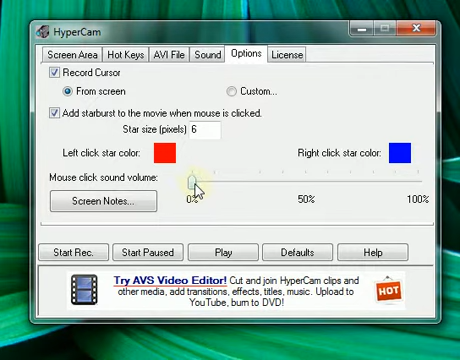 HyperCam
Screen Area Hot Keys AVI File Sound Options License
Record Cursor
From screen Custom...
Add starburst to the movie when mouse is clicked.
Star size (pixels) 6
Left click star color: Right click star color:
Mouse click sound volume:
Screen Notes... 0% 50% 100%
Start Rec. Start Paused Play Defaults Help
Try AVS Video Editor! Cut and join HyperCam clips and
other media, add transitions, effects, titles, music. Upload to
YouTube, burn to DVD!
HOT